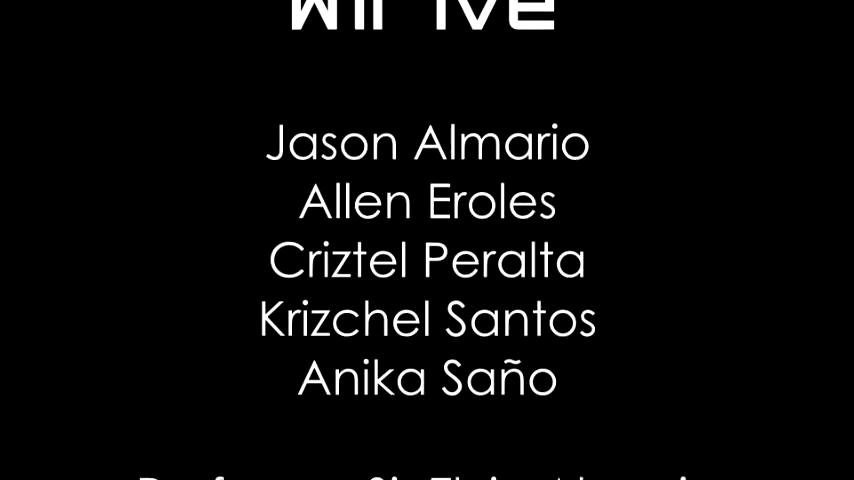 Jason Almario
Allen Eroles
Criztel Peralta
Krizchel Santos
Anika Saño